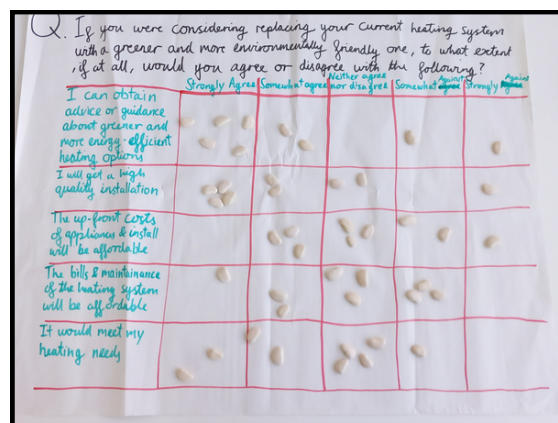 Q. If you were considering replacing your current heating system
with a greener and more environmentally friendly one, to what extent
, if at all, would you agree or disagree with the following?
Strongly Agree
Somewhat agree
Neither agree
nor disagree
Somewhat Against agree
Strongly Against agree
I can obtain
advice or guidance
about greener and
more energy-efficient
heating options
I will get a high
quality installation
The up-front costs
of appliances & install
will be affordable
The bills & maintainance
of the heating system
will be affordable
It would meet my
heating needs